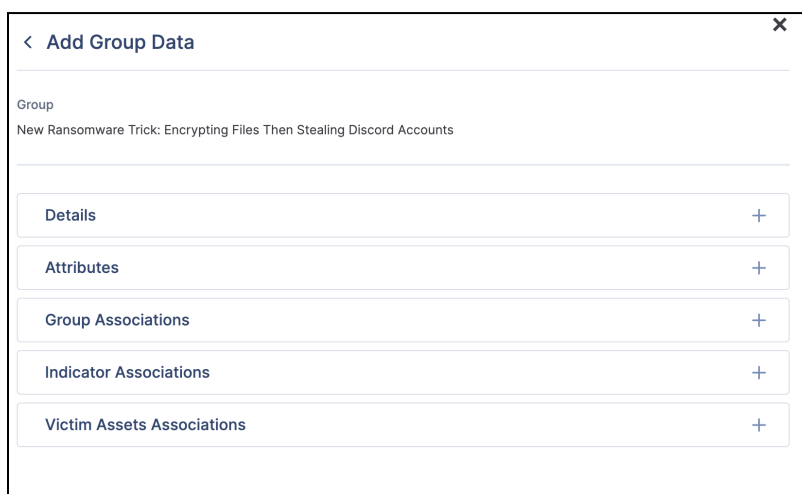 Add Group Data
Group
New Ransomware Trick: Encrypting Files Then Stealing Discord Accounts
Details
Attributes
Group Associations
Indicator Associations
Victim Assets Associations